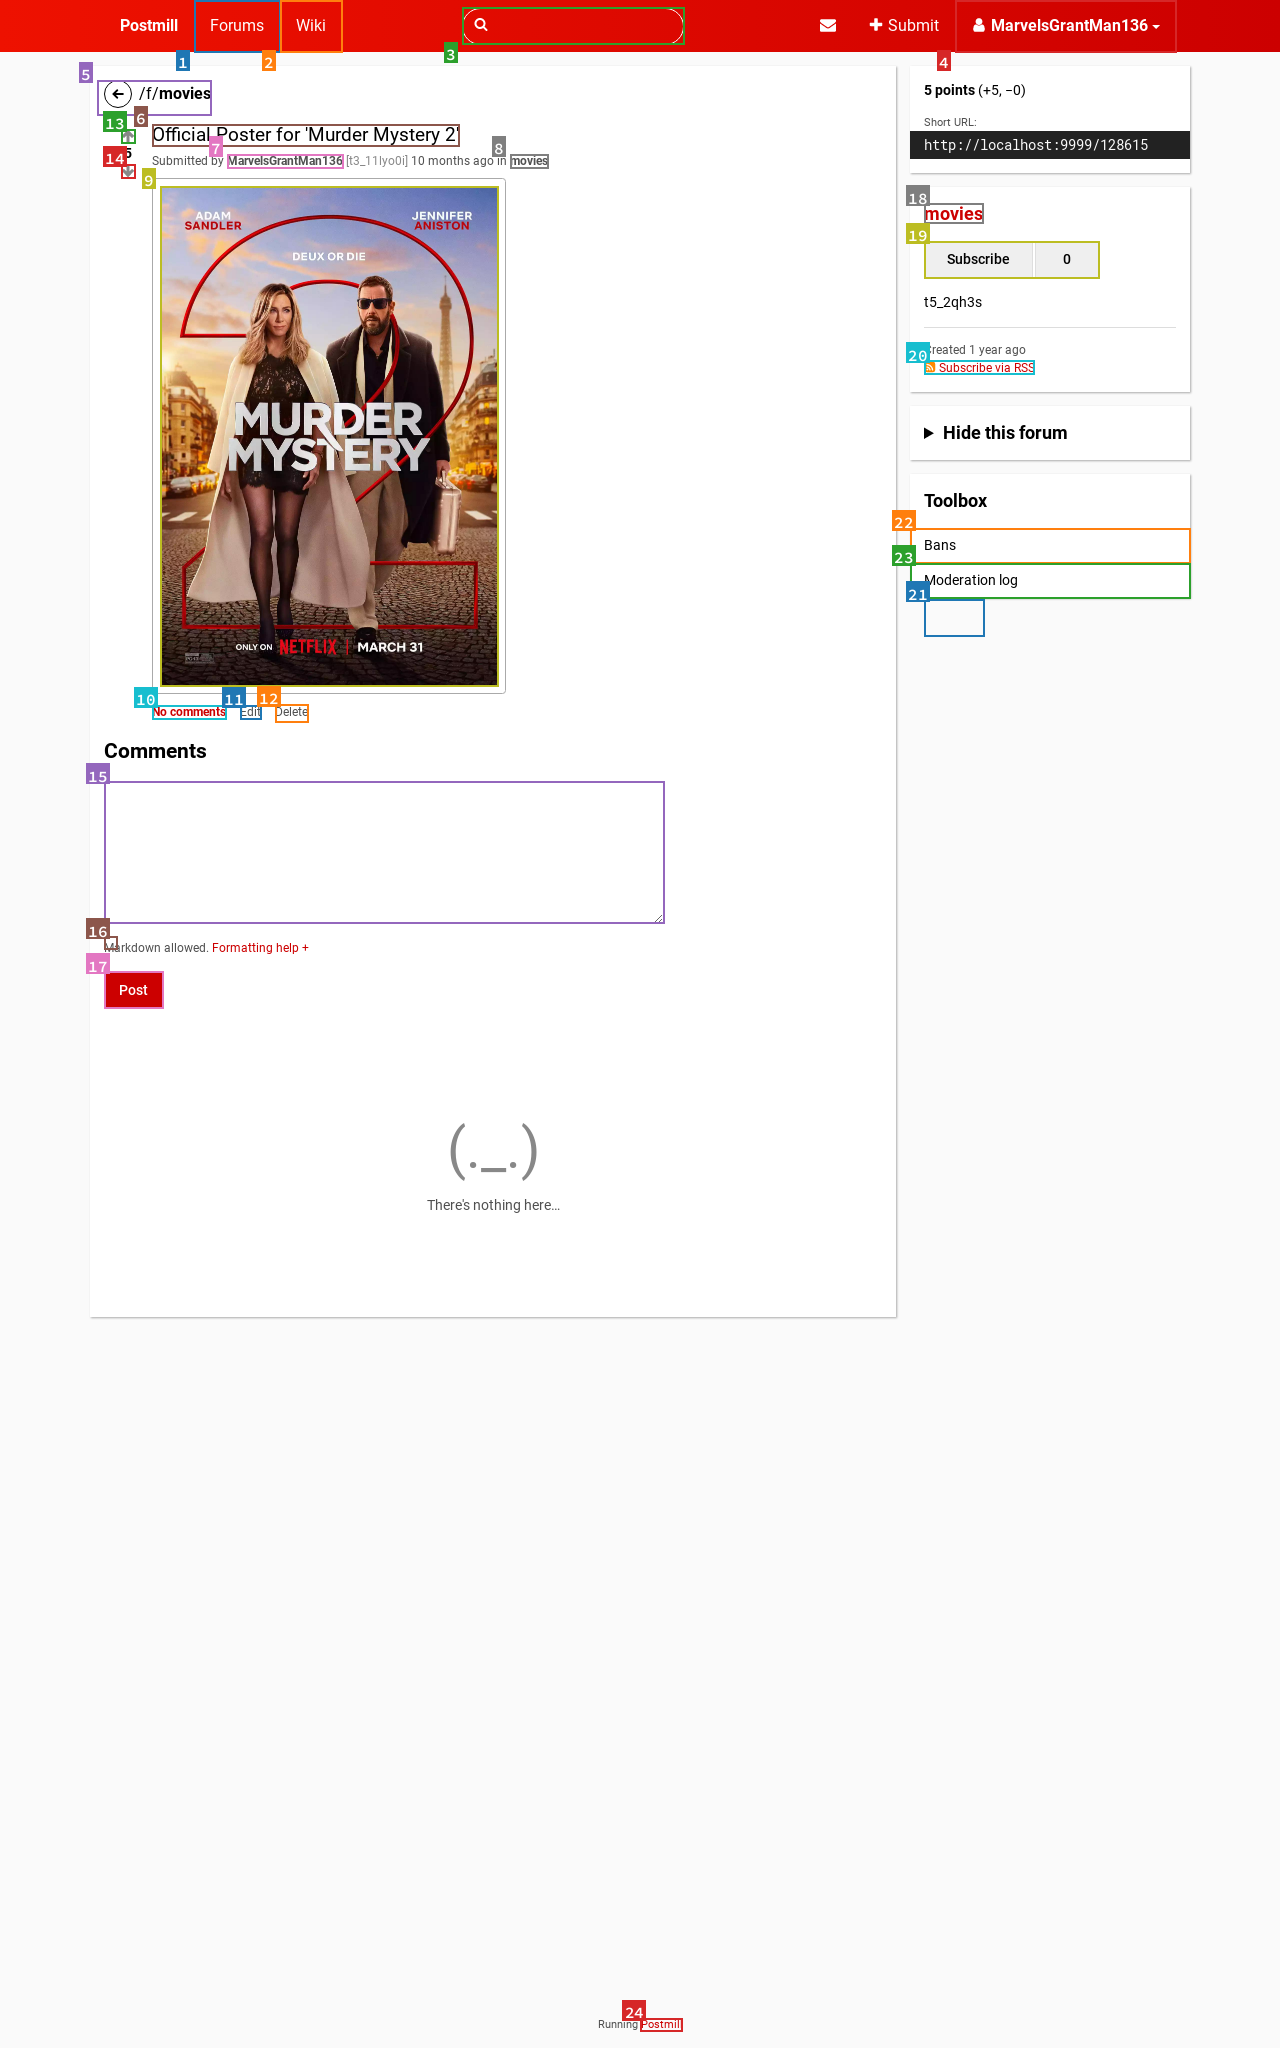 Postmill
Forums
Wiki
Submit
MarvelsGrantMan136
1
2
3
4
5
/f/movies
6
13
14
5
Official Poster for 'Murder Mystery 2'
7
8
Submitted by MarvelsGrantMan136 [t3_11lyo0i] 10 months ago in movies
9
ADAM SANDLER
JENNIFER ANISTON
DEUX OR DIE
MURDER
MYSTERY
ONLY ON NETFLIX | MARCH 31
10
11
12
No comments
Edit
Delete
Comments
15
16
Markdown allowed. Formatting help +
17
Post
(._.)
There's nothing here…
5 points (+5, −0)
Short URL:
http://localhost:9999/128615
18
movies
19
Subscribe
0
t5_2qh3s
20
Created 1 year ago
Subscribe via RSS
Hide this forum
Toolbox
22
Bans
23
Moderation log
21
24
Running Postmill